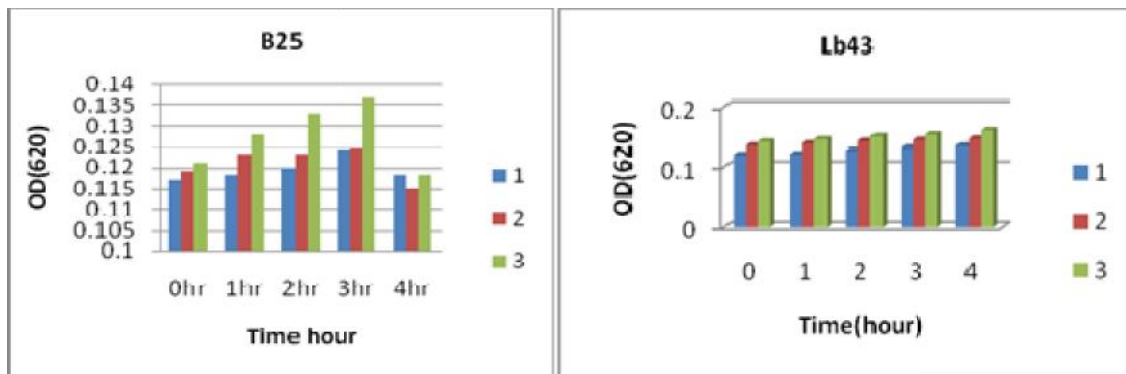 B25
OD(620)
0.14
0.135
0.13
0.125
0.12
0.115
0.11
0.105
0.1
0hr 1hr 2hr 3hr 4hr
Time hour
1
2
3
Lb43
OD(620)
0.2
0.1
0
0 1 2 3 4
Time(hour)
1
2
3